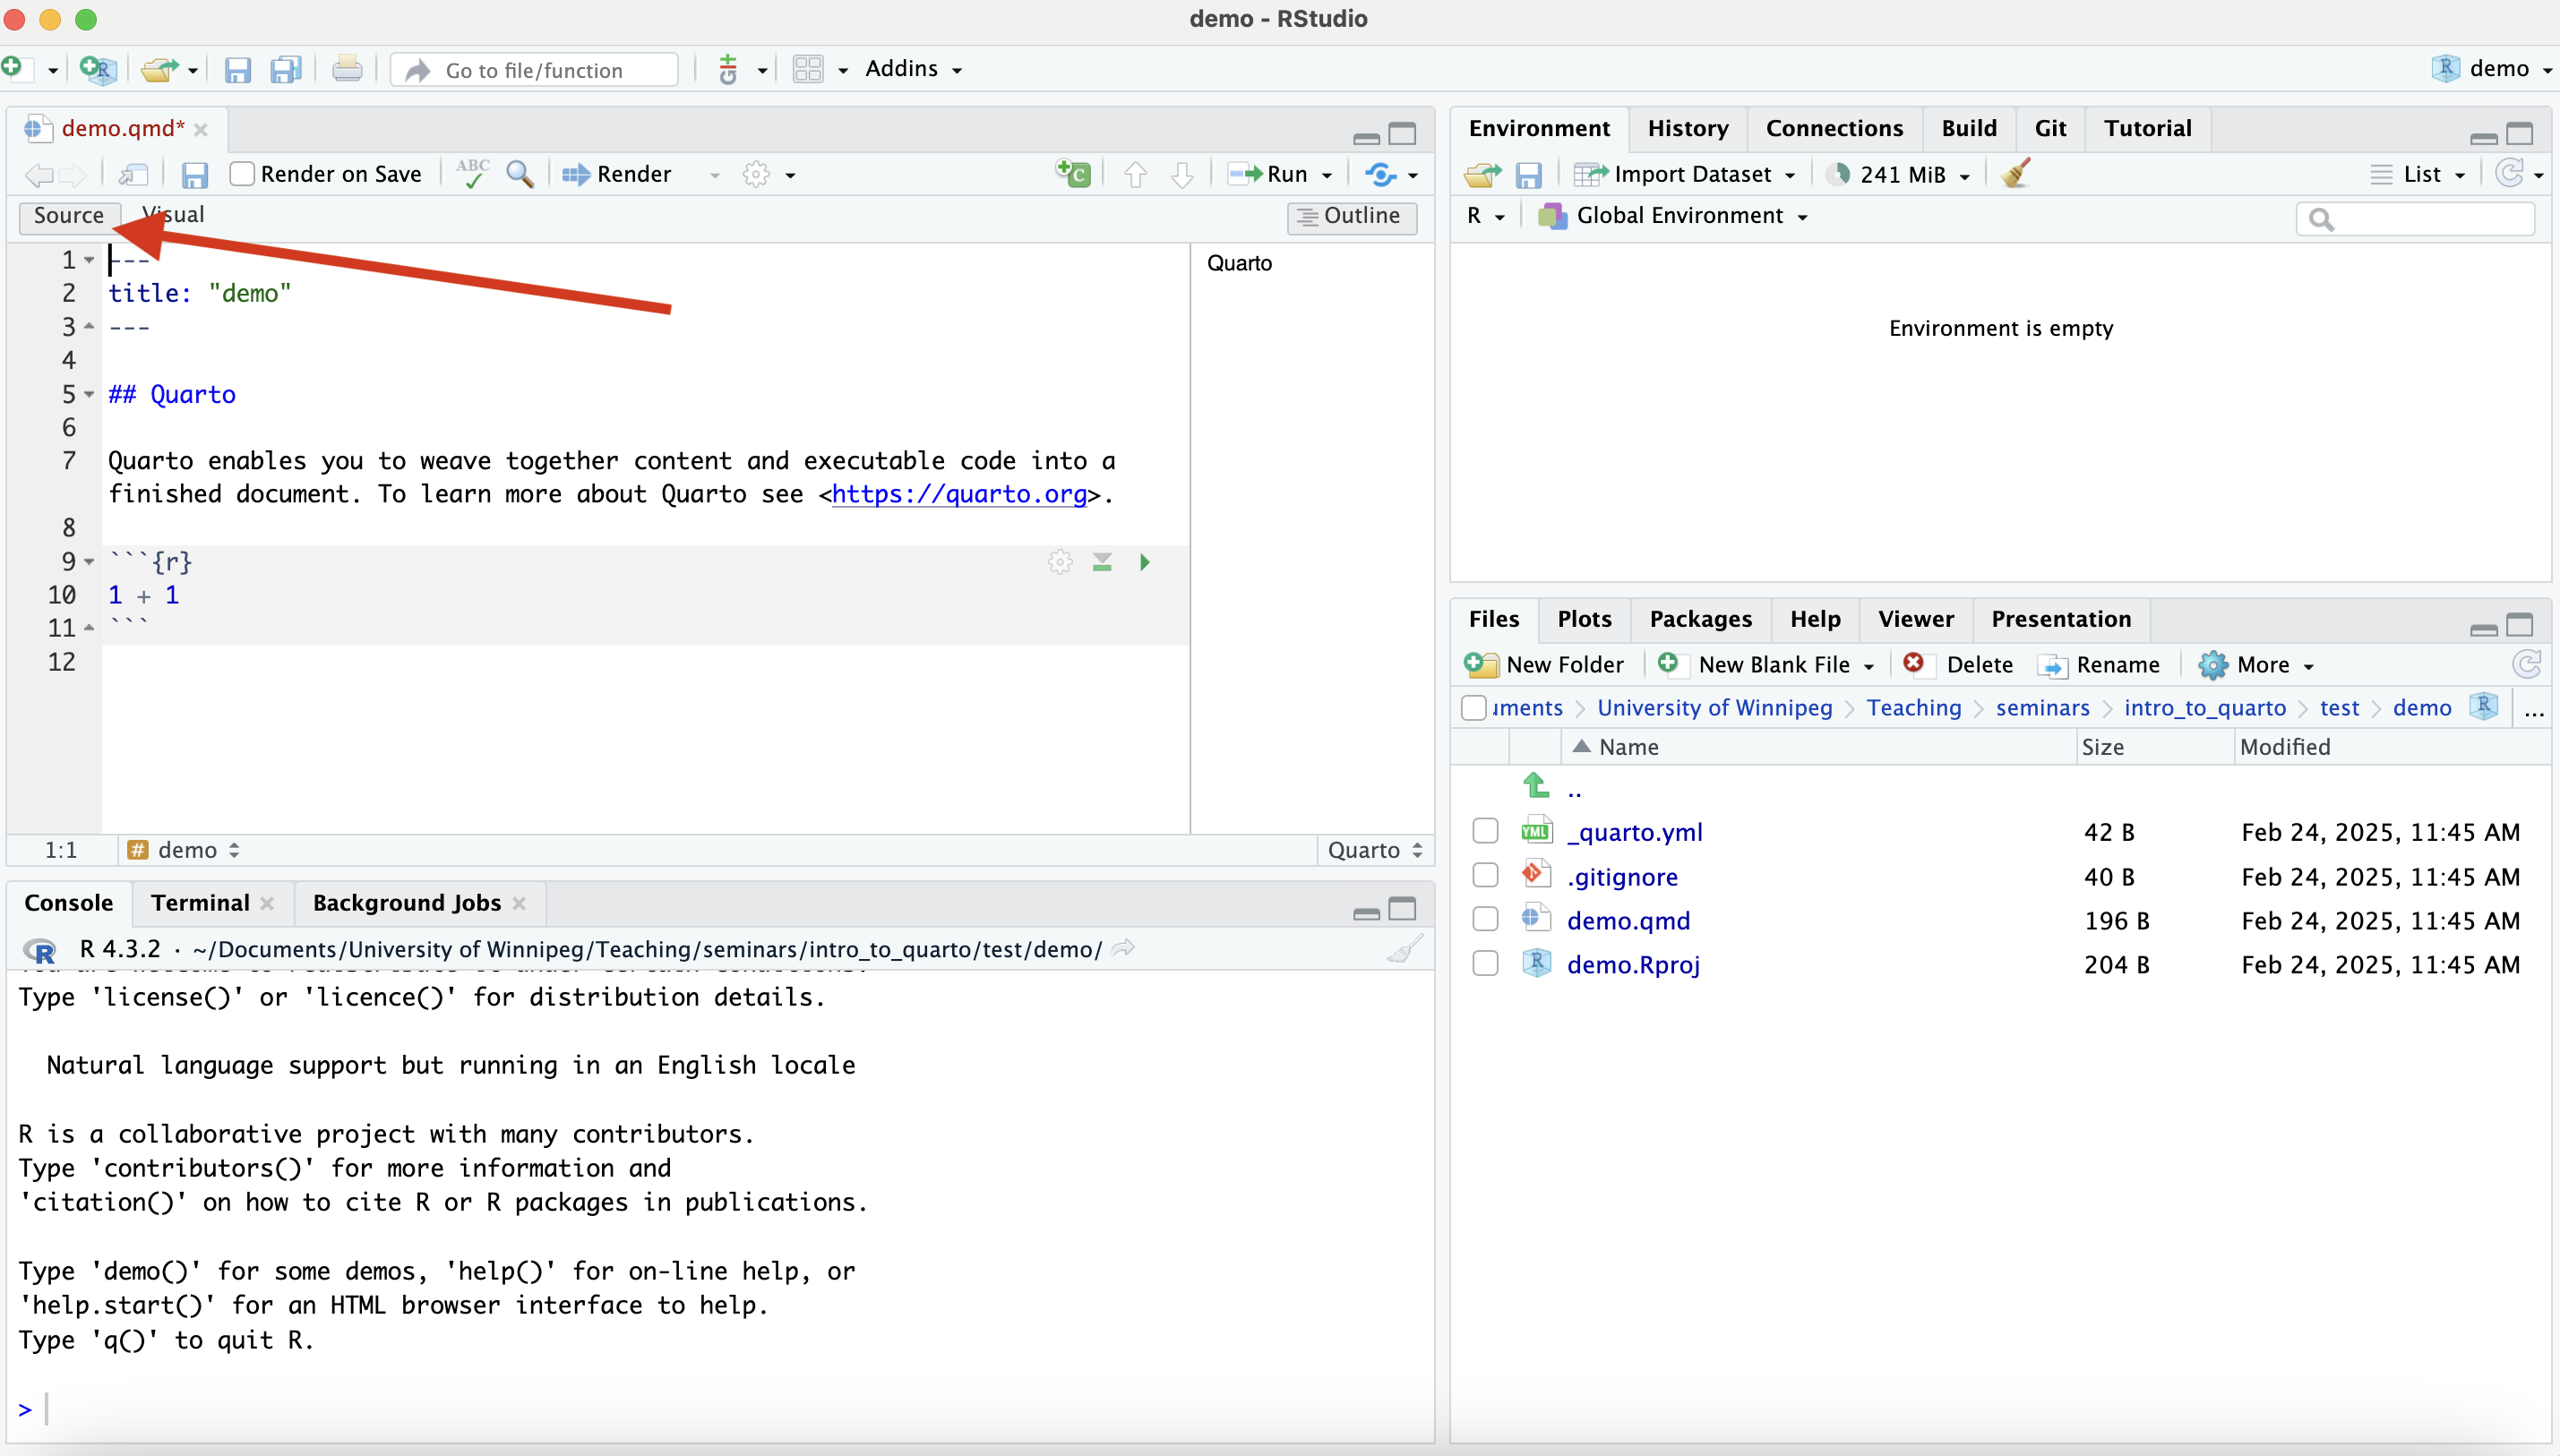 demo - RStudio
Go to file/function
Addins
demo
demo.qmd*
Render on Save
ABC
Render
Run
Source
Visual
Outline
1 ---
2 title: "demo"
3 ---
4
5 ## Quarto
6
7 Quarto enables you to weave together content and executable code into a
finished document. To learn more about Quarto see <https://quarto.org>.
8
9 ```{r}
10 1 + 1
11 ```
12
Quarto
1:1
# demo
Quarto
Console
Terminal
Background Jobs
R 4.3.2 · ~/Documents/University of Winnipeg/Teaching/seminars/intro_to_quarto/test/demo/
Type 'license()' or 'licence()' for distribution details.
Natural language support but running in an English locale
R is a collaborative project with many contributors.
Type 'contributors()' for more information and
'citation()' on how to cite R or R packages in publications.
Type 'demo()' for some demos, 'help()' for on-line help, or
'help.start()' for an HTML browser interface to help.
Type 'q()' to quit R.
>
Environment
History
Connections
Build
Git
Tutorial
Import Dataset
241 MiB
List
R
Global Environment
Environment is empty
Files
Plots
Packages
Help
Viewer
Presentation
New Folder
New Blank File
Delete
Rename
More
uments > University of Winnipeg > Teaching > seminars > intro_to_quarto > test > demo
...
Name Size Modified
..
_quarto.yml 42 B Feb 24, 2025, 11:45 AM
.gitignore 40 B Feb 24, 2025, 11:45 AM
demo.qmd 196 B Feb 24, 2025, 11:45 AM
demo.Rproj 204 B Feb 24, 2025, 11:45 AM